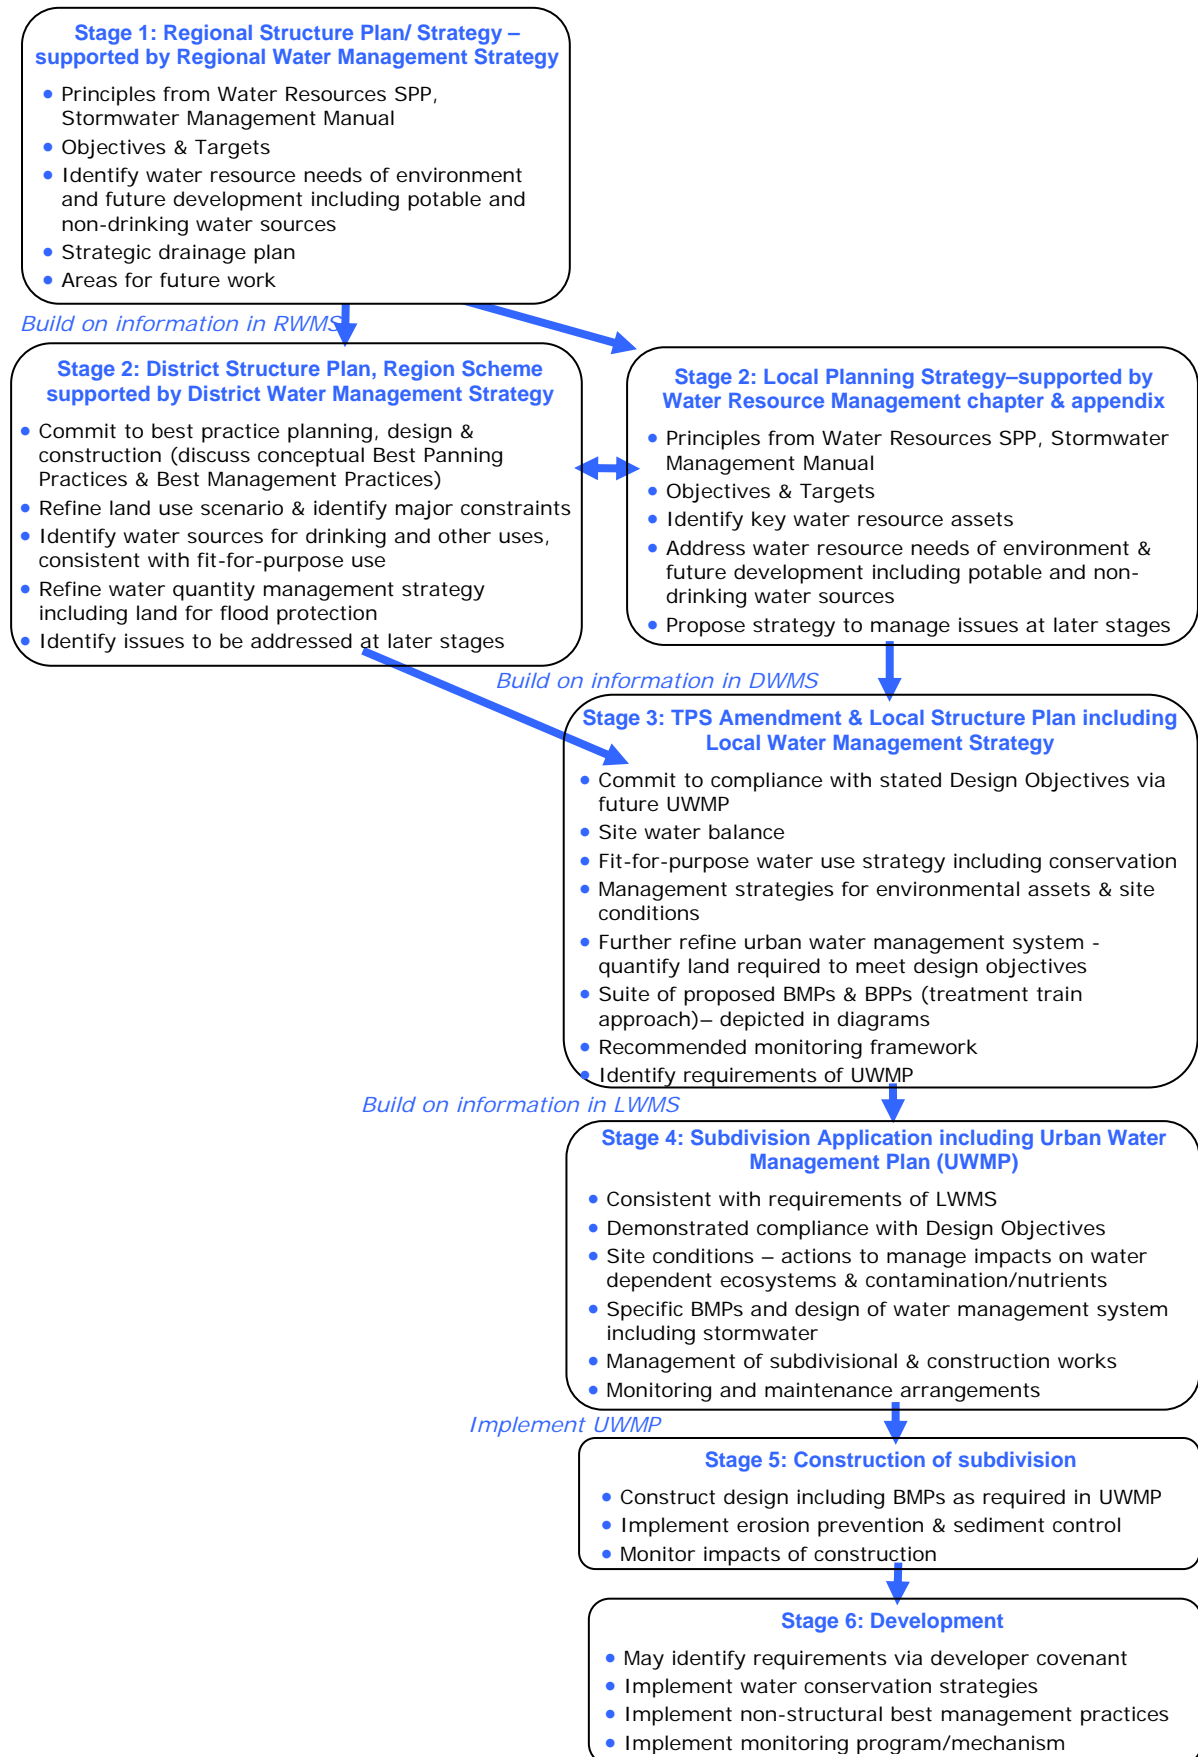 Stage 1: Regional Structure Plan/ Strategy –
supported by Regional Water Management Strategy
• Principles from Water Resources SPP,
Stormwater Management Manual
• Objectives & Targets
• Identify water resource needs of environment
and future development including potable and
non-drinking water sources
• Strategic drainage plan
• Areas for future work
Build on information in RWMS
Stage 2: District Structure Plan, Region Scheme
supported by District Water Management Strategy
• Commit to best practice planning, design &
construction (discuss conceptual Best Panning
Practices & Best Management Practices)
• Refine land use scenario & identify major constraints
• Identify water sources for drinking and other uses,
consistent with fit-for-purpose use
• Refine water quantity management strategy
including land for flood protection
• Identify issues to be addressed at later stages
Stage 2: Local Planning Strategy–supported by
Water Resource Management chapter & appendix
• Principles from Water Resources SPP, Stormwater
Management Manual
• Objectives & Targets
• Identify key water resource assets
• Address water resource needs of environment &
future development including potable and non-
drinking water sources
• Propose strategy to manage issues at later stages
Build on information in DWMS
Stage 3: TPS Amendment & Local Structure Plan including
Local Water Management Strategy
• Commit to compliance with stated Design Objectives via
future UWMP
• Site water balance
• Fit-for-purpose water use strategy including conservation
• Management strategies for environmental assets & site
conditions
• Further refine urban water management system -
quantify land required to meet design objectives
• Suite of proposed BMPs & BPPs (treatment train
approach)– depicted in diagrams
• Recommended monitoring framework
• Identify requirements of UWMP
Build on information in LWMS
Stage 4: Subdivision Application including Urban Water
Management Plan (UWMP)
• Consistent with requirements of LWMS
• Demonstrated compliance with Design Objectives
• Site conditions – actions to manage impacts on water
dependent ecosystems & contamination/nutrients
• Specific BMPs and design of water management system
including stormwater
• Management of subdivisional & construction works
• Monitoring and maintenance arrangements
Implement UWMP
Stage 5: Construction of subdivision
• Construct design including BMPs as required in UWMP
• Implement erosion prevention & sediment control
• Monitor impacts of construction
Stage 6: Development
• May identify requirements via developer covenant
• Implement water conservation strategies
• Implement non-structural best management practices
• Implement monitoring program/mechanism